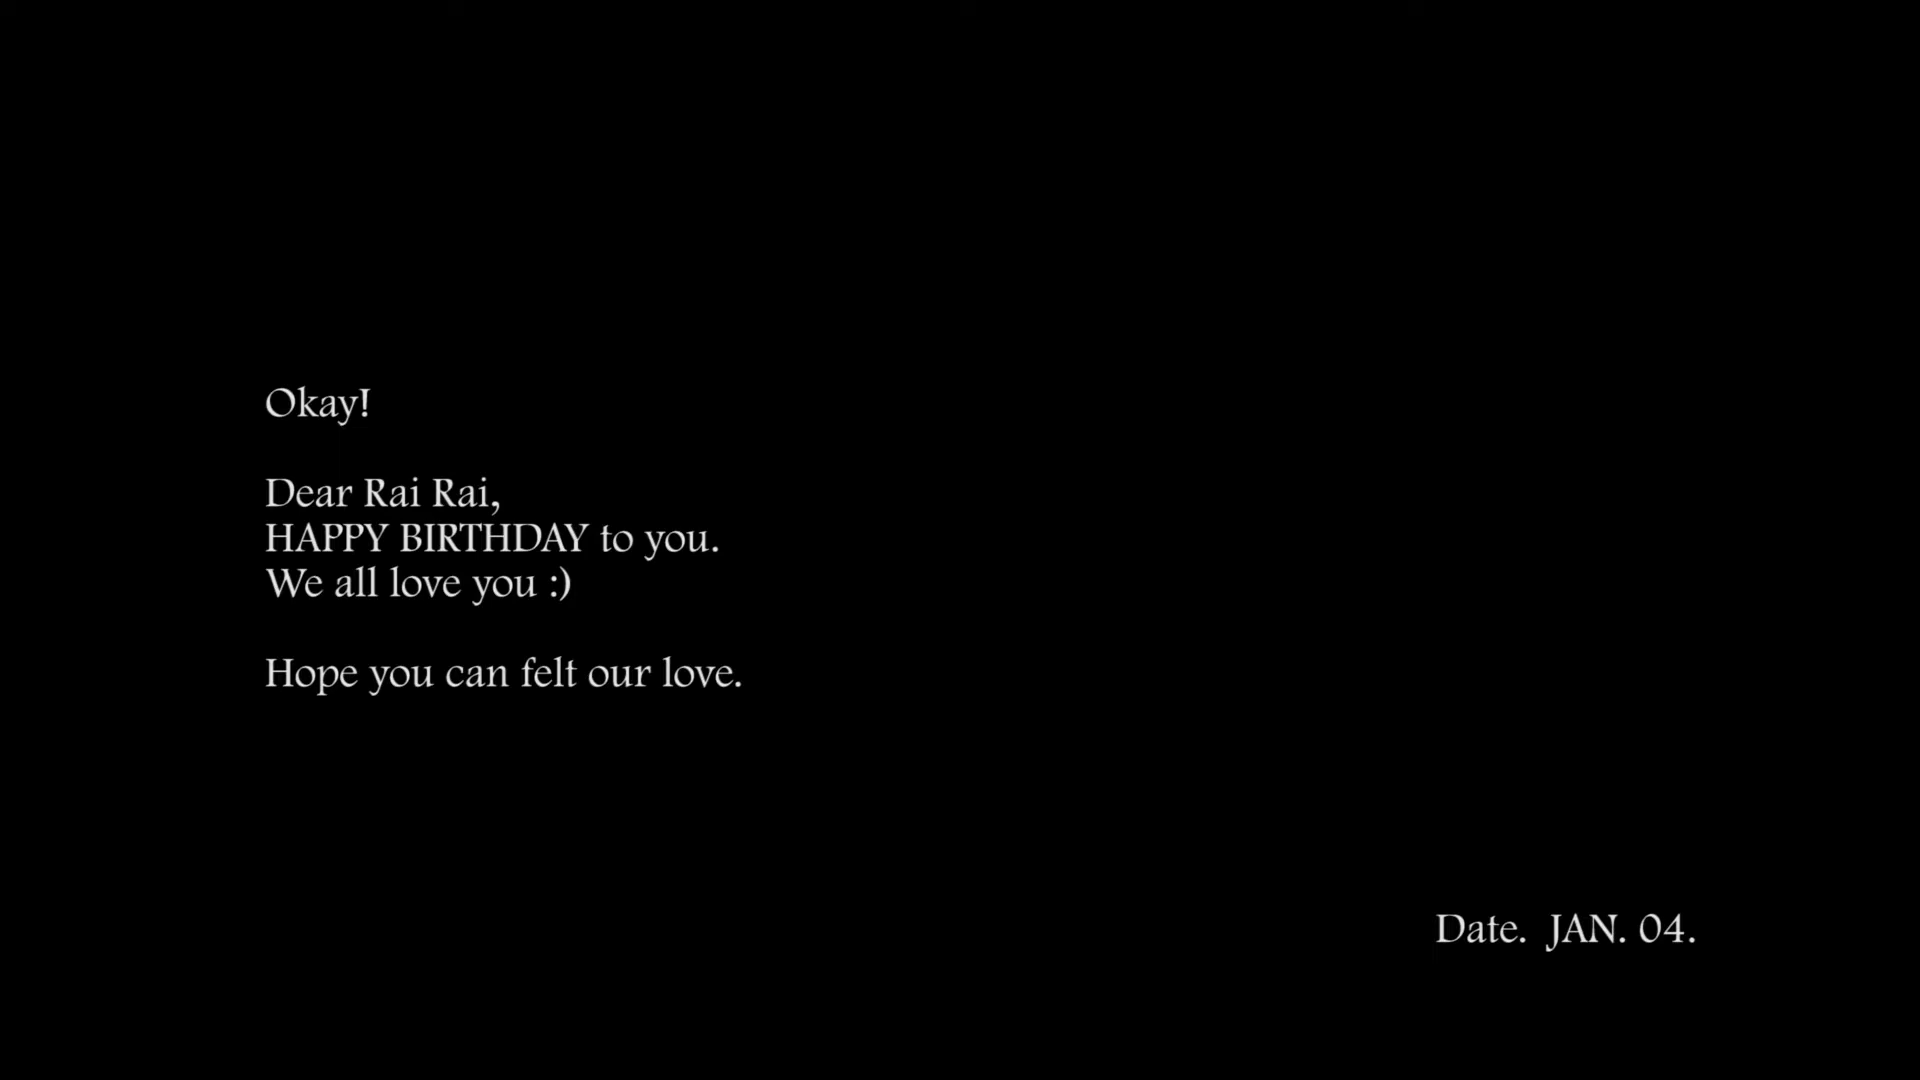 Okay!
Dear Rai Rai,
HAPPY BIRTHDAY to you.
We all love you :)
Hope you can felt our love.
Date.  JAN. 04.